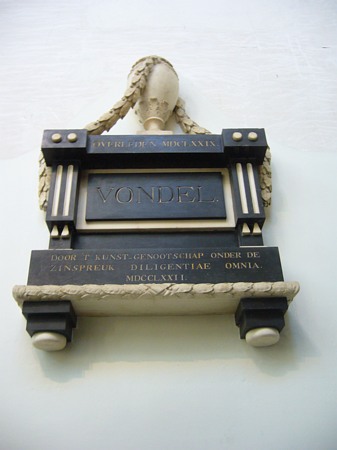 OVERLEDEN MDCLXXIX.
VONDEL.
DOOR 'T KUNST-GENOOTSCHAP ONDER DE
ZINSPREUK DILIGENTIAE OMNIA.
MDCCLXXII.